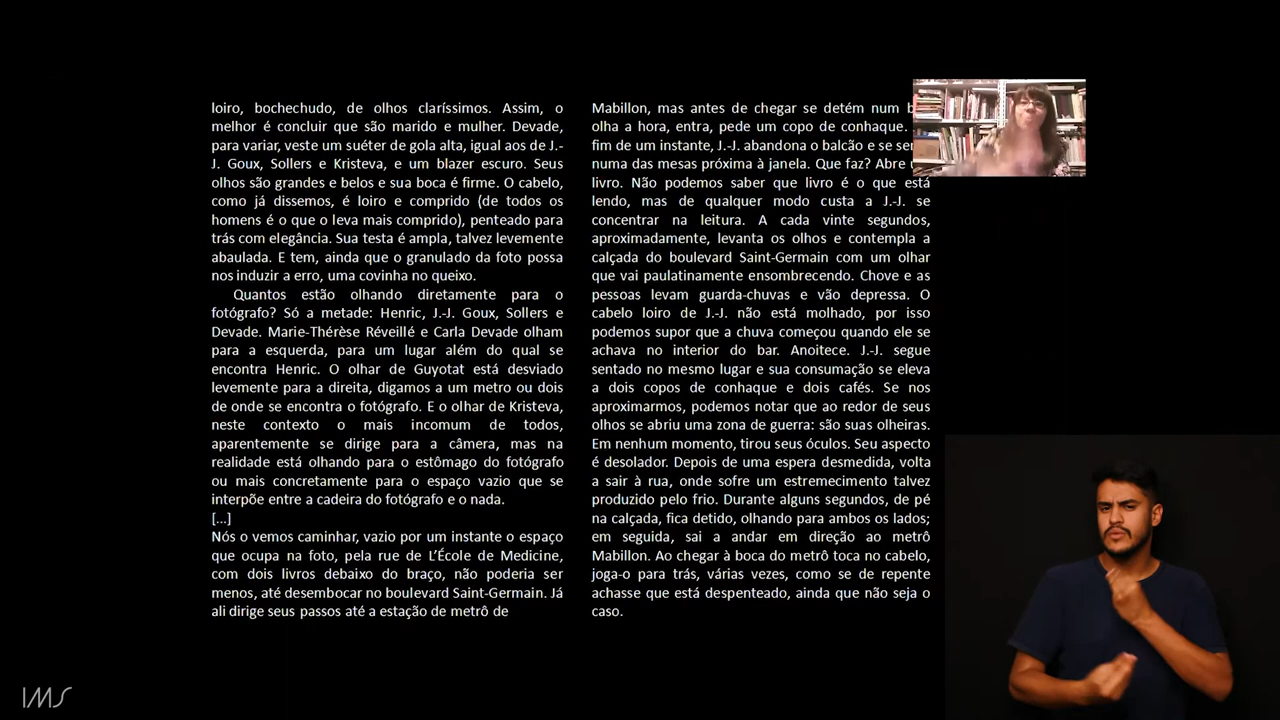 loiro, bochechudo, de olhos claríssimos. Assim, o
melhor é concluir que são marido e mulher. Devade,
para variar, veste um suéter de gola alta, igual aos de J.-
J. Goux, Sollers e Kristeva, e um blazer escuro. Seus
olhos são grandes e belos e sua boca é firme. O cabelo,
como já dissemos, é loiro e comprido (de todos os
homens é o que o leva mais comprido), penteado para
trás com elegância. Sua testa é ampla, talvez levemente
abaulada. E tem, ainda que o granulado da foto possa
nos induzir a erro, uma covinha no queixo.
Quantos estão olhando diretamente para o
fotógrafo? Só a metade: Henric, J.-J. Goux, Sollers e
Devade. Marie-Thérèse Réveillé e Carla Devade olham
para a esquerda, para um lugar além do qual se
encontra Henric. O olhar de Guyotat está desviado
levemente para a direita, digamos a um metro ou dois
de onde se encontra o fotógrafo. E o olhar de Kristeva,
neste contexto o mais incomum de todos,
aparentemente se dirige para a câmera, mas na
realidade está olhando para o estômago do fotógrafo
ou mais concretamente para o espaço vazio que se
interpõe entre a cadeira do fotógrafo e o nada.
[...]
Nós o vemos caminhar, vazio por um instante o espaço
que ocupa na foto, pela rue de L'École de Medicine,
com dois livros debaixo do braço, não poderia ser
menos, até desembocar no boulevard Saint-Germain. Já
ali dirige seus passos até a estação de metrô de
Mabillon, mas antes de chegar se detém num
olha a hora, entra, pede um copo de conhaque.
fim de um instante, J.-J. abandona o balcão e se
numa das mesas próxima à janela. Que faz? Abre
livro. Não podemos saber que livro é o que está
lendo, mas de qualquer modo custa a J.-J. se
concentrar na leitura. A cada vinte segundos,
aproximadamente, levanta os olhos e contempla a
calçada do boulevard Saint-Germain com um olhar
que vai paulatinamente ensombrecendo. Chove e as
pessoas levam guarda-chuvas e vão depressa. O
cabelo loiro de J.-J. não está molhado, por isso
podemos supor que a chuva começou quando ele se
achava no interior do bar. Anoitece. J.-J. segue
sentado no mesmo lugar e sua consumação se eleva
a dois copos de conhaque e dois cafés. Se nos
aproximarmos, podemos notar que ao redor de seus
olhos se abriu uma zona de guerra: são suas olheiras.
Em nenhum momento, tirou seus óculos. Seu aspecto
é desolador. Depois de uma espera desmedida, volta
a sair à rua, onde sofre um estremecimento talvez
produzido pelo frio. Durante alguns segundos, de pé
na calçada, fica detido, olhando para ambos os lados;
em seguida, sai a andar em direção ao metrô
Mabillon. Ao chegar à boca do metrô toca no cabelo,
joga-o para trás, várias vezes, como se de repente
achasse que está despenteado, ainda que não seja o
caso.
IMS